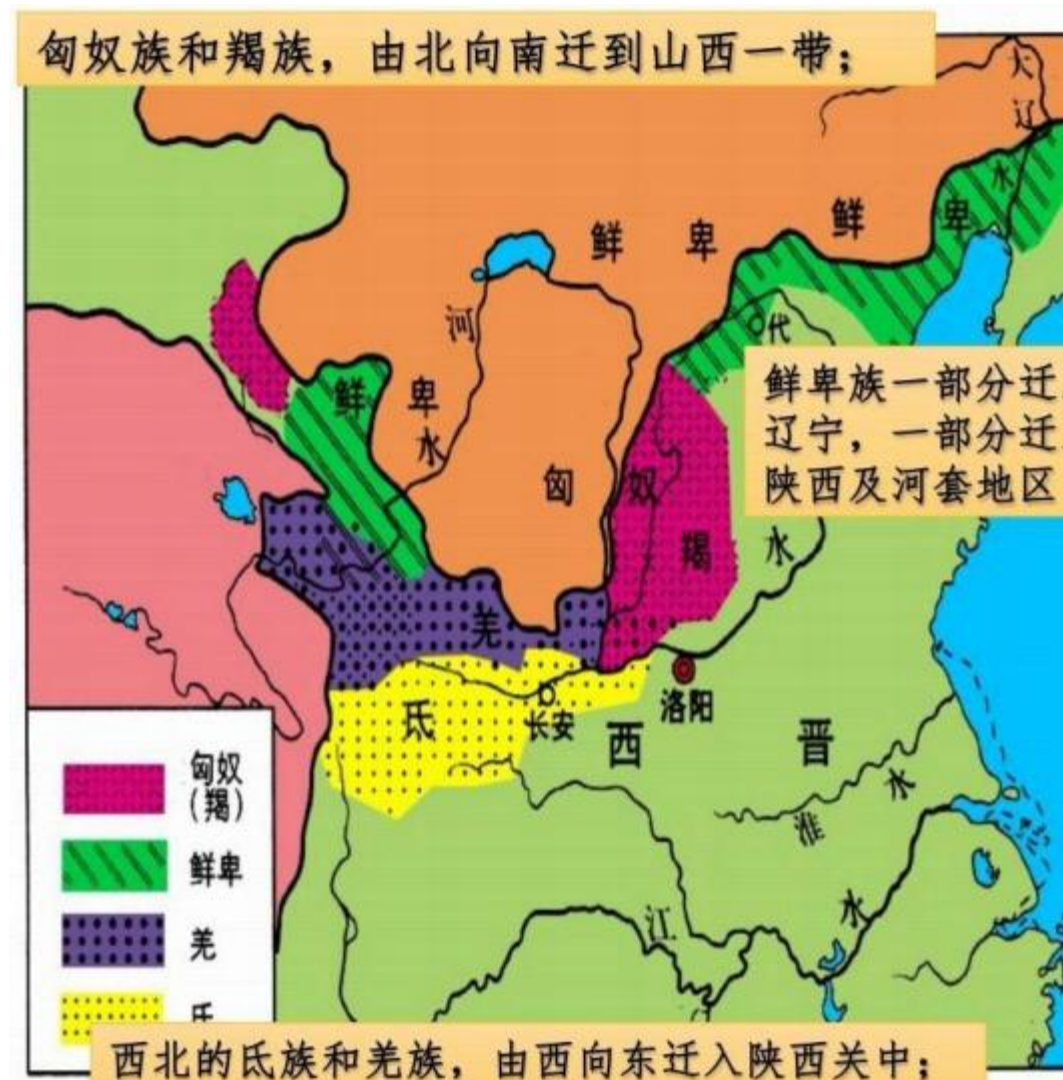 匈奴族和羯族，由北向南迁到山西一带；
大
辽
水
鲜 卑 鲜 卑
河
水
代
鲜卑族一部分迁
辽宁，一部分迁
陕西及河套地区
鲜 卑
匈 奴
羯
水
羌
氐
长安
洛阳
西 晋
淮 水
江 水
匈奴
(羯)
鲜卑
羌
氐
西北的氐族和羌族，由西向东迁入陕西关中；